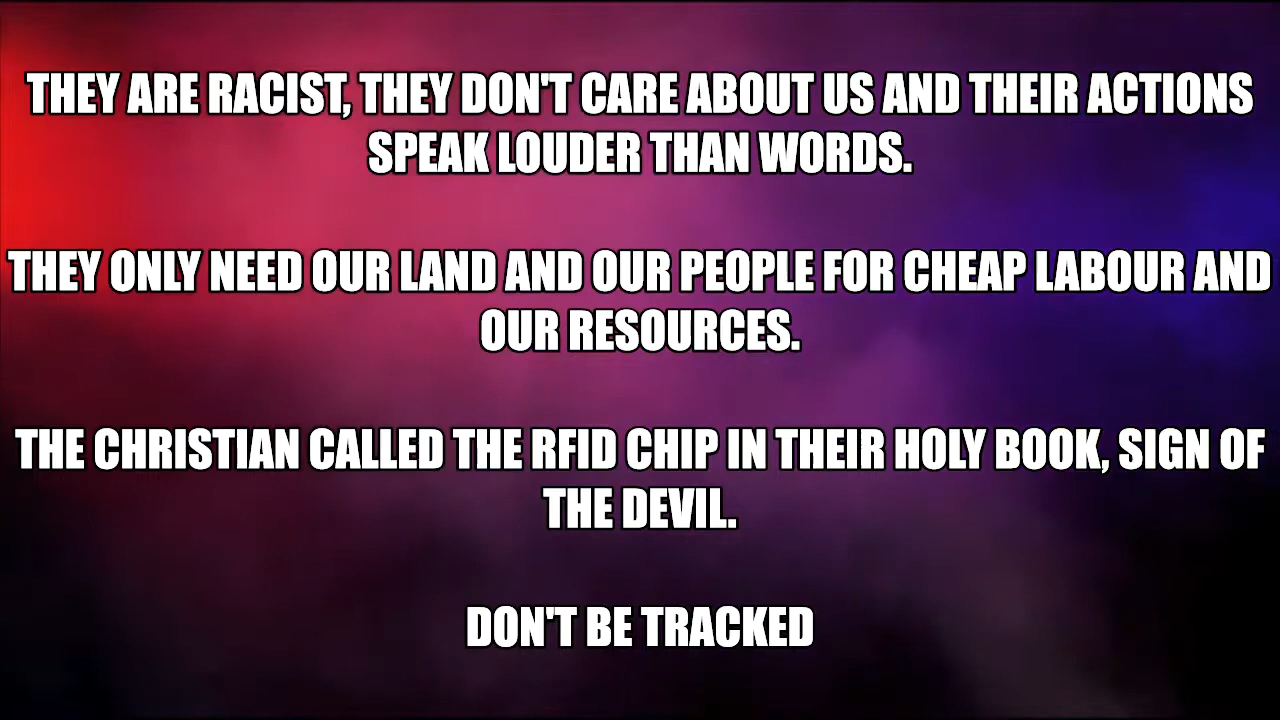 THEY ARE RACIST, THEY DON'T CARE ABOUT US AND THEIR ACTIONS
SPEAK LOUDER THAN WORDS.
THEY ONLY NEED OUR LAND AND OUR PEOPLE FOR CHEAP LABOUR AND
OUR RESOURCES.
THE CHRISTIAN CALLED THE RFID CHIP IN THEIR HOLY BOOK, SIGN OF
THE DEVIL.
DON'T BE TRACKED